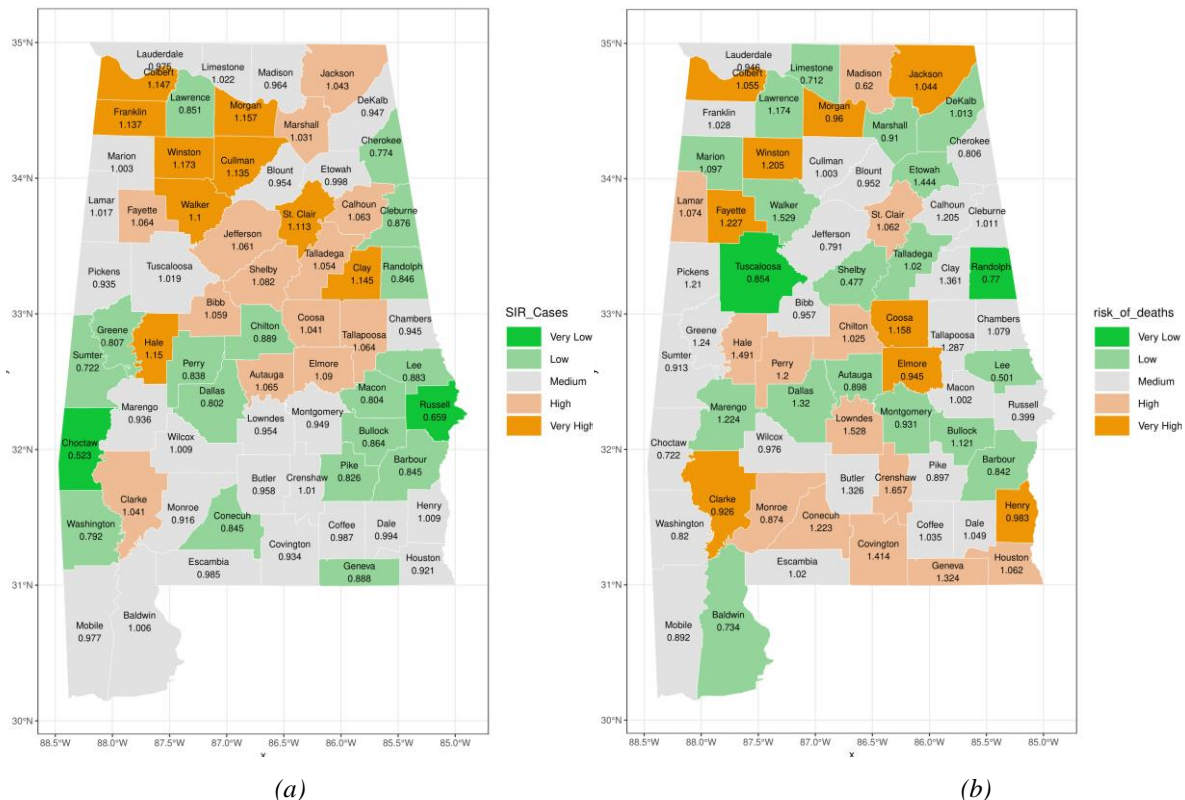 35°N
34°N
33°N
32°N
31°N
30°N
88.5°W 88.0°W 87.5°W 87.0°W 86.5°W 86.0°W 85.5°W 85.0°W
x
y
Lauderdale
0.975
Limestone
1.022
Madison
0.964
Jackson
1.043
Colbert
1.147
Lawrence
0.851
Morgan
1.157
DeKalb
0.947
Franklin
1.137
Marshall
1.031
Cherokee
0.774
Marion
1.003
Winston
1.173
Cullman
1.135
Blount
0.954
Etowah
0.998
Lamar
1.017
Fayette
1.064
Walker
1.1
St. Clair
1.113
Calhoun
1.063
Cleburne
0.876
Jefferson
1.061
Talladega
1.054
Pickens
0.935
Tuscaloosa
1.019
Shelby
1.082
Clay
1.145
Randolph
0.846
Bibb
1.059
Greene
0.807
Hale
1.15
Chilton
0.889
Coosa
1.041
Tallapoosa
1.064
Chambers
0.945
Sumter
0.722
Perry
0.838
Autauga
1.065
Elmore
1.09
Lee
0.883
Dallas
0.802
Macon
0.804
Russell
0.659
Marengo
0.936
Lowndes
0.954
Montgomery
0.949
Bullock
0.864
Choctaw
0.523
Wilcox
1.009
Butler
0.958
Crenshaw
1.01
Pike
0.826
Barbour
0.845
Clarke
1.041
Monroe
0.916
Conecuh
0.845
Coffee
0.987
Dale
0.994
Henry
1.009
Washington
0.792
Covington
0.934
Escambia
0.985
Geneva
0.888
Houston
0.921
Mobile
0.977
Baldwin
1.006
SIR_Cases
Very Low
Low
Medium
High
Very High
(a)
35°N
34°N
33°N
32°N
31°N
30°N
88.5°W 88.0°W 87.5°W 87.0°W 86.5°W 86.0°W 85.5°W 85.0°W
x
y
Lauderdale
0.946
Limestone
0.712
Madison
0.62
Jackson
1.044
Colbert
1.055
Lawrence
1.174
Morgan
0.96
DeKalb
1.013
Franklin
1.028
Marshall
0.91
Cherokee
0.806
Marion
1.097
Winston
1.205
Cullman
1.003
Blount
0.952
Etowah
1.444
Lamar
1.074
Fayette
1.227
Walker
1.529
St. Clair
1.062
Calhoun
1.205
Cleburne
1.011
Jefferson
0.791
Talladega
1.02
Pickens
1.21
Tuscaloosa
0.854
Shelby
0.477
Clay
1.361
Randolph
0.77
Bibb
0.957
Greene
1.24
Hale
1.491
Chilton
1.025
Coosa
1.158
Tallapoosa
1.287
Chambers
1.079
Sumter
0.913
Perry
1.2
Autauga
0.898
Elmore
0.945
Lee
0.501
Dallas
1.32
Macon
1.002
Russell
0.399
Marengo
1.224
Lowndes
1.528
Montgomery
0.931
Bullock
1.121
Choctaw
0.722
Wilcox
0.976
Butler
1.326
Crenshaw
1.657
Pike
0.897
Barbour
0.842
Clarke
0.926
Monroe
0.874
Conecuh
1.223
Coffee
1.035
Dale
1.049
Henry
0.983
Washington
0.82
Covington
1.414
Escambia
1.02
Geneva
1.324
Houston
1.062
Mobile
0.892
Baldwin
0.734
risk_of_deaths
Very Low
Low
Medium
High
Very High
(b)